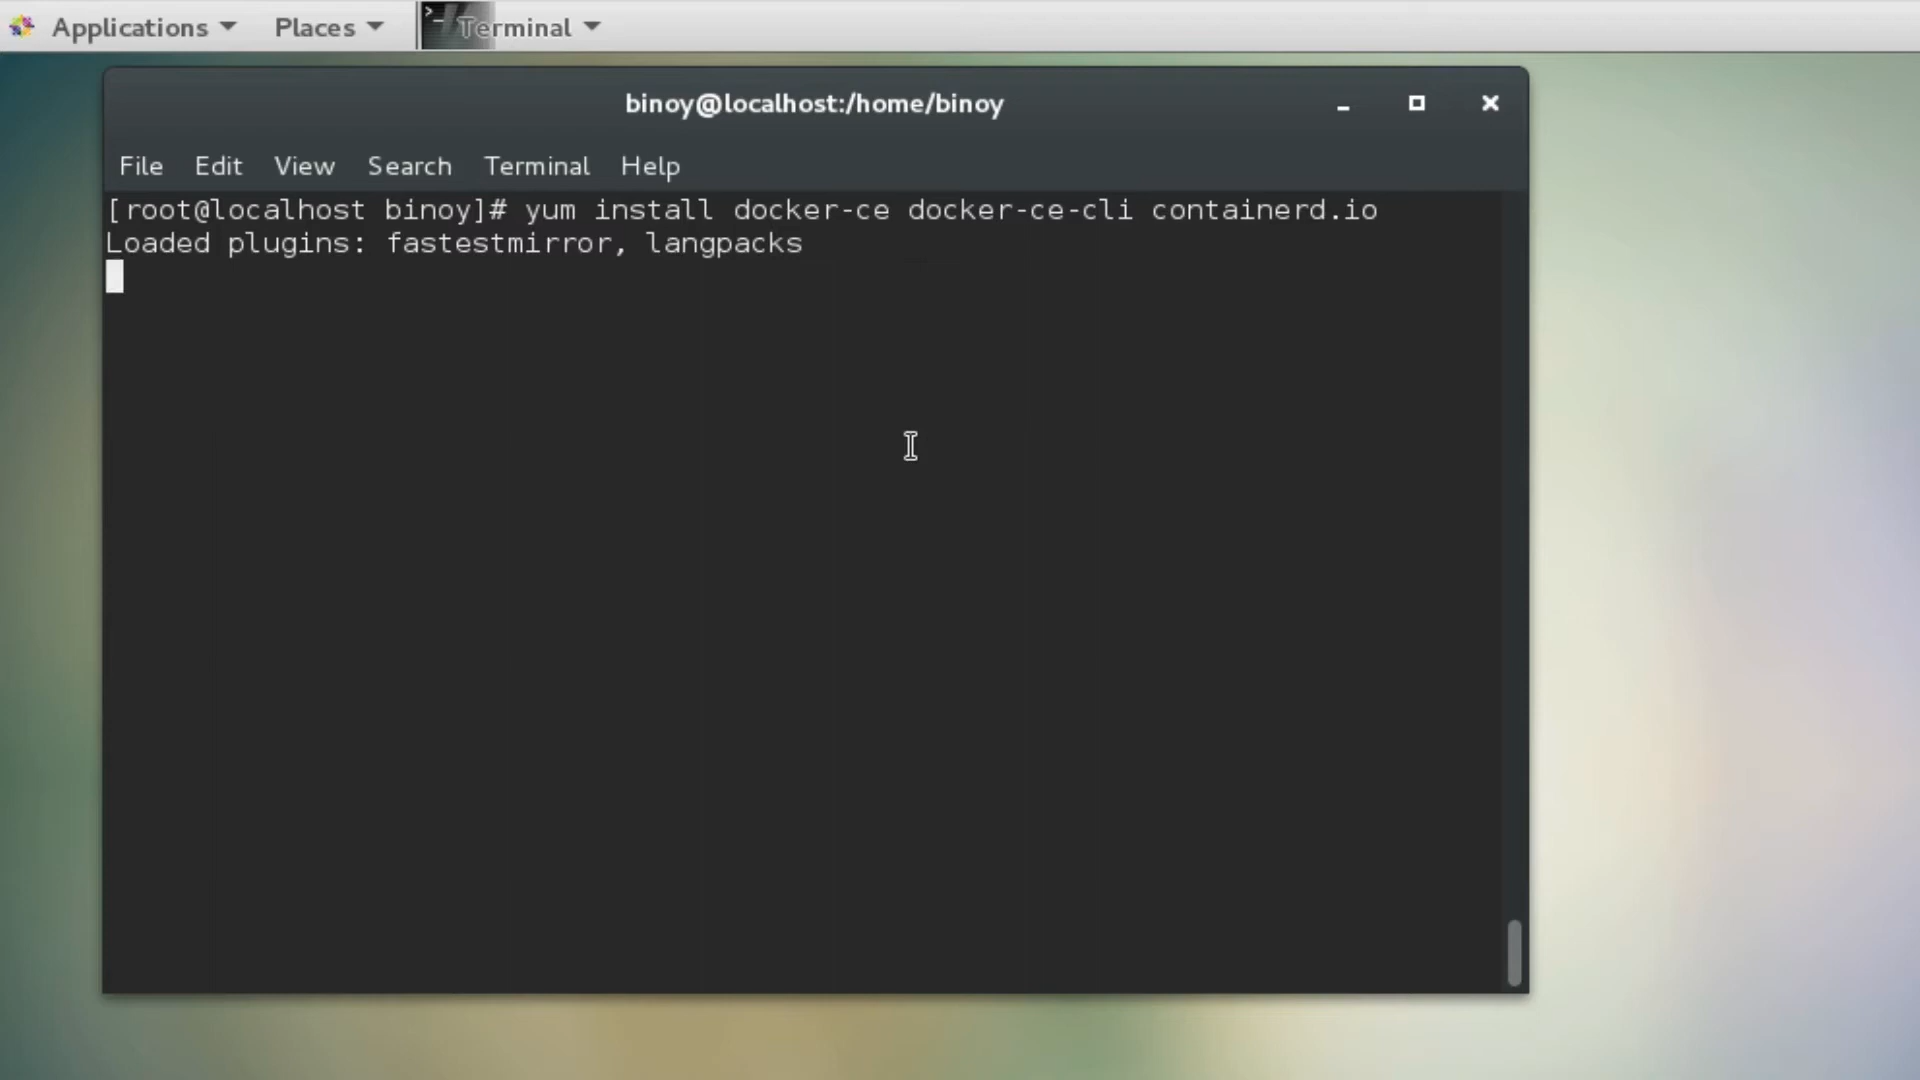 Applications Places Terminal
binoy@localhost:/home/binoy
File Edit View Search Terminal Help
[root@localhost binoy]# yum install docker-ce docker-ce-cli containerd.io
Loaded plugins: fastestmirror, langpacks